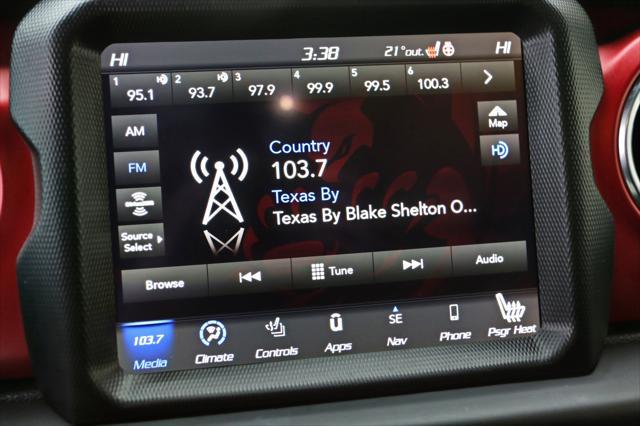 HI 3:38 21°out. HI
1 95.1 2 93.7 3 97.9 4 99.9 5 99.5 6 100.3
AM
FM
Source
Select
Country
103.7
Texas By
Texas By Blake Shelton O...
Map
HD
Browse Tune Audio
103.7
Media Climate Controls Apps SE
Nav Phone Psgr Heat